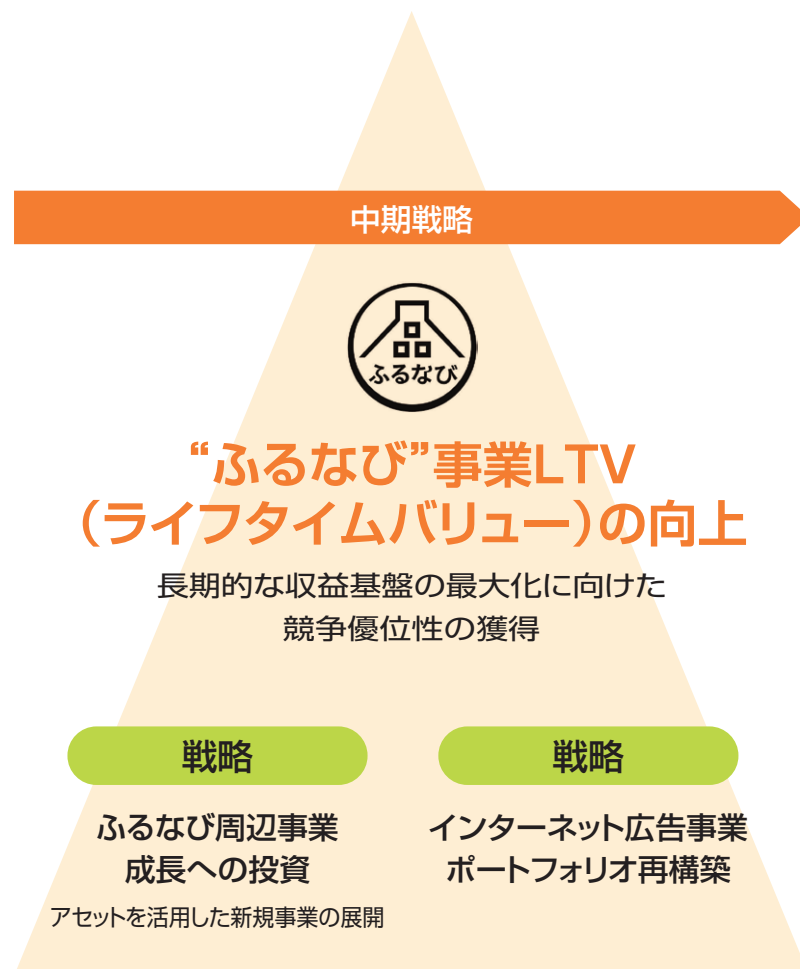 中期戦略
ふるなび
“ふるなび”事業LTV
（ライフタイムバリュー）の向上
長期的な収益基盤の最大化に向けた
競争優位性の獲得
戦略
ふるなび周辺事業
成長への投資
アセットを活用した新規事業の展開
戦略
インターネット広告事業
ポートフォリオ再構築